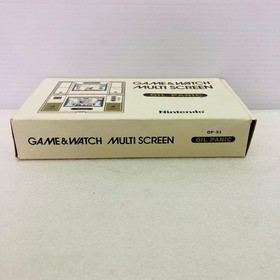 GAME&WATCH
MULTI SCREEN
OIL PANIC
Nintendo
GAME&WATCH MULTI SCREEN
OP-51
OIL PANIC